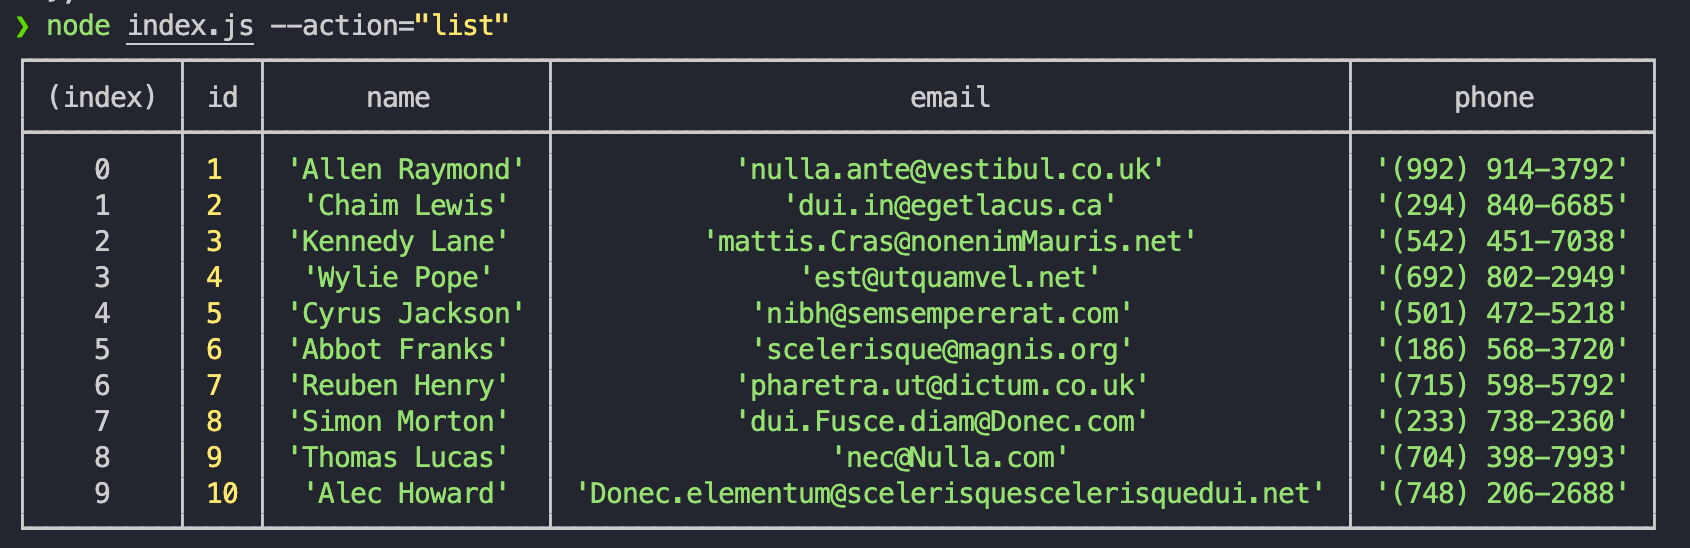 ❯ node index.js --action="list"
(index) id name email phone
0 1 'Allen Raymond' 'nulla.ante@vestibul.co.uk' '(992) 914-3792'
1 2 'Chaim Lewis' 'dui.in@egetlacus.ca' '(294) 840-6685'
2 3 'Kennedy Lane' 'mattis.Cras@nonenimMauris.net' '(542) 451-7038'
3 4 'Wylie Pope' 'est@utquamvel.net' '(692) 802-2949'
4 5 'Cyrus Jackson' 'nibh@semsempererat.com' '(501) 472-5218'
5 6 'Abbot Franks' 'scelerisque@magnis.org' '(186) 568-3720'
6 7 'Reuben Henry' 'pharetra.ut@dictum.co.uk' '(715) 598-5792'
7 8 'Simon Morton' 'dui.Fusce.diam@Donec.com' '(233) 738-2360'
8 9 'Thomas Lucas' 'nec@Nulla.com' '(704) 398-7993'
9 10 'Alec Howard' 'Donec.elementum@scelerisquescelerisquedui.net' '(748) 206-2688'